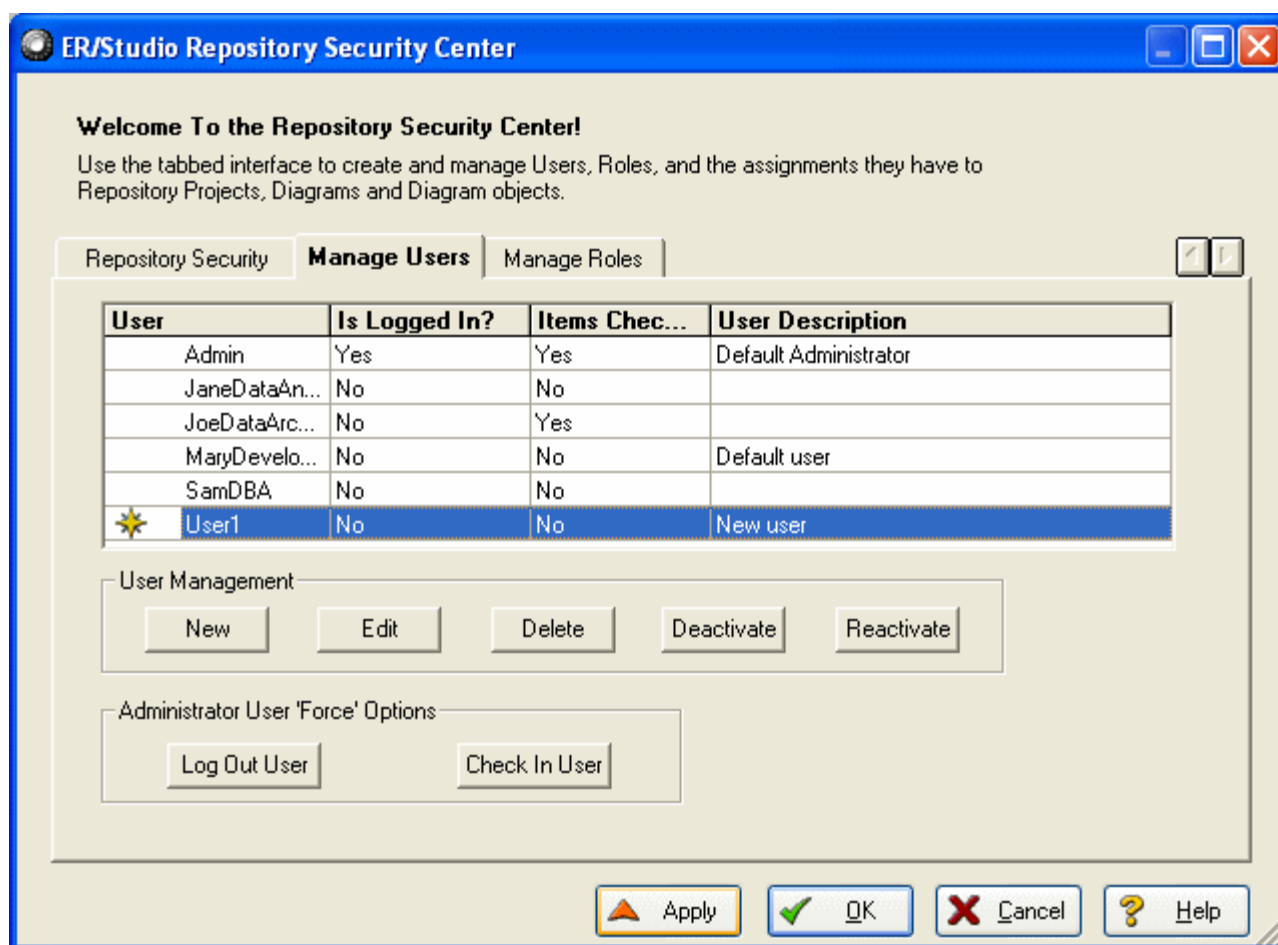 ER/Studio Repository Security Center
Welcome To the Repository Security Center!
Use the tabbed interface to create and manage Users, Roles, and the assignments they have to
Repository Projects, Diagrams and Diagram objects.
Repository Security Manage Users Manage Roles
User Is Logged In? Items Chec... User Description
Admin Yes Yes Default Administrator
JaneDataAn... No No
JoeDataArc... No Yes
MaryDevelo... No No Default user
SamDBA No No
User1 No No New user
User Management
New Edit Delete Deactivate Reactivate
Administrator User 'Force' Options
Log Out User Check In User
Apply OK Cancel Help